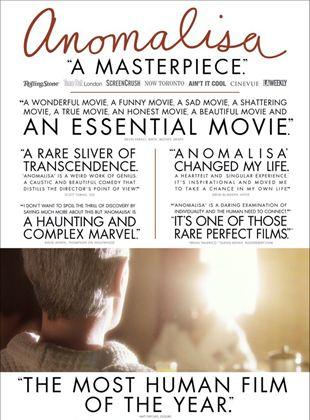 Anomalisa
"A MASTERPIECE."
RollingStone TimeOut London SCREENCRUSH NOW TORONTO AIN'T IT COOL CINEVUE LA WEEKLY
"A WONDERFUL MOVIE, A FUNNY MOVIE, A SAD MOVIE, A SHATTERING
MOVIE, A TRUE MOVIE, AN HONEST MOVIE, A BEAUTIFUL MOVIE AND
AN ESSENTIAL MOVIE."
"A RARE SLIVER OF
TRANSCENDENCE.
'ANOMALISA' IS A WEIRD WORK OF GENIUS.
A CAUSTIC AND BEAUTIFUL COMEDY THAT
DISTILLS THE DIRECTOR'S POINT OF VIEW."
"'ANOMALISA'
CHANGED MY LIFE.
A HEARTFELT AND SINGULAR EXPERIENCE.
IT'S INSPIRATIONAL AND MOVED ME
TO TAKE A CHANCE IN MY OWN LIFE."
"I DON'T WANT TO SPOIL THE THRILL OF DISCOVERY BY
SAYING MUCH MORE ABOUT THIS BUT 'ANOMALISA' IS
A HAUNTING AND
COMPLEX MARVEL."
"'ANOMALISA' IS A DARING EXAMINATION OF
INDIVIDUALITY AND THE HUMAN NEED TO CONNECT."
"IT'S ONE OF THOSE
RARE PERFECT FILMS."
"THE MOST HUMAN FILM
OF THE YEAR."